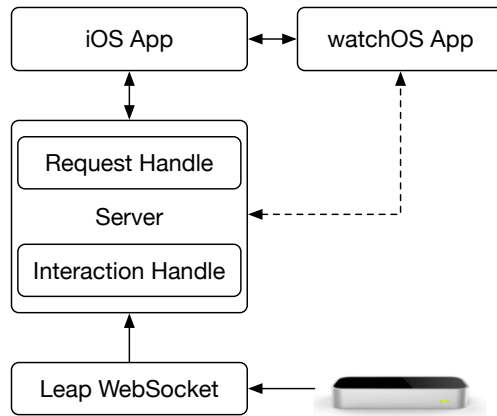 iOS App
watchOS App
Request Handle
Server
Interaction Handle
Leap WebSocket